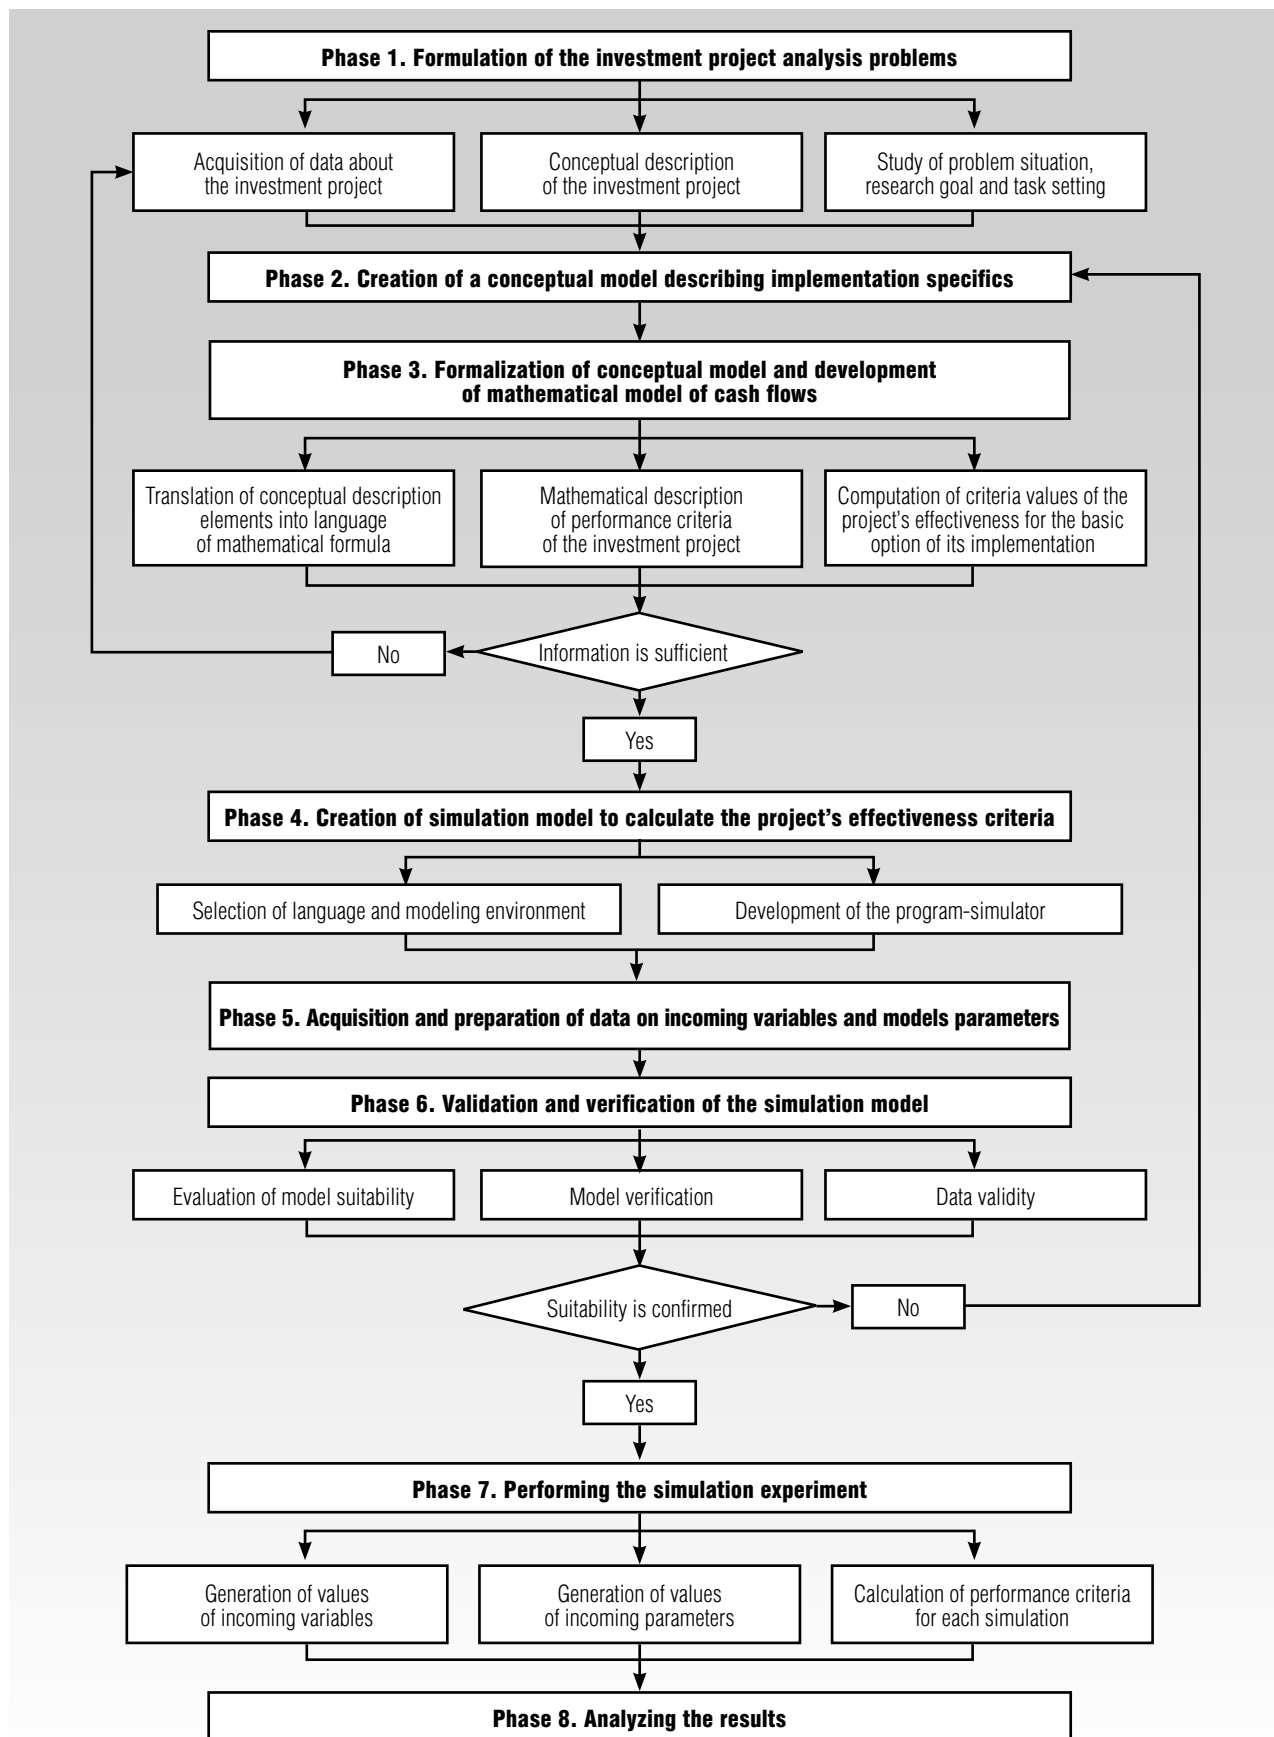 Phase 1. Formulation of the investment project analysis problems
Acquisition of data about
the investment project
Conceptual description
of the investment project
Study of problem situation,
research goal and task setting
Phase 2. Creation of a conceptual model describing implementation specifics
Phase 3. Formalization of conceptual model and development
of mathematical model of cash flows
Translation of conceptual description
elements into language
of mathematical formula
Mathematical description
of performance criteria
of the investment project
Computation of criteria values of the
project's effectiveness for the basic
option of its implementation
No
Information is sufficient
Yes
Phase 4. Creation of simulation model to calculate the project's effectiveness criteria
Selection of language and modeling environment
Development of the program-simulator
Phase 5. Acquisition and preparation of data on incoming variables and models parameters
Phase 6. Validation and verification of the simulation model
Evaluation of model suitability
Model verification
Data validity
Suitability is confirmed
No
Yes
Phase 7. Performing the simulation experiment
Generation of values
of incoming variables
Generation of values
of incoming parameters
Calculation of performance criteria
for each simulation
Phase 8. Analyzing the results